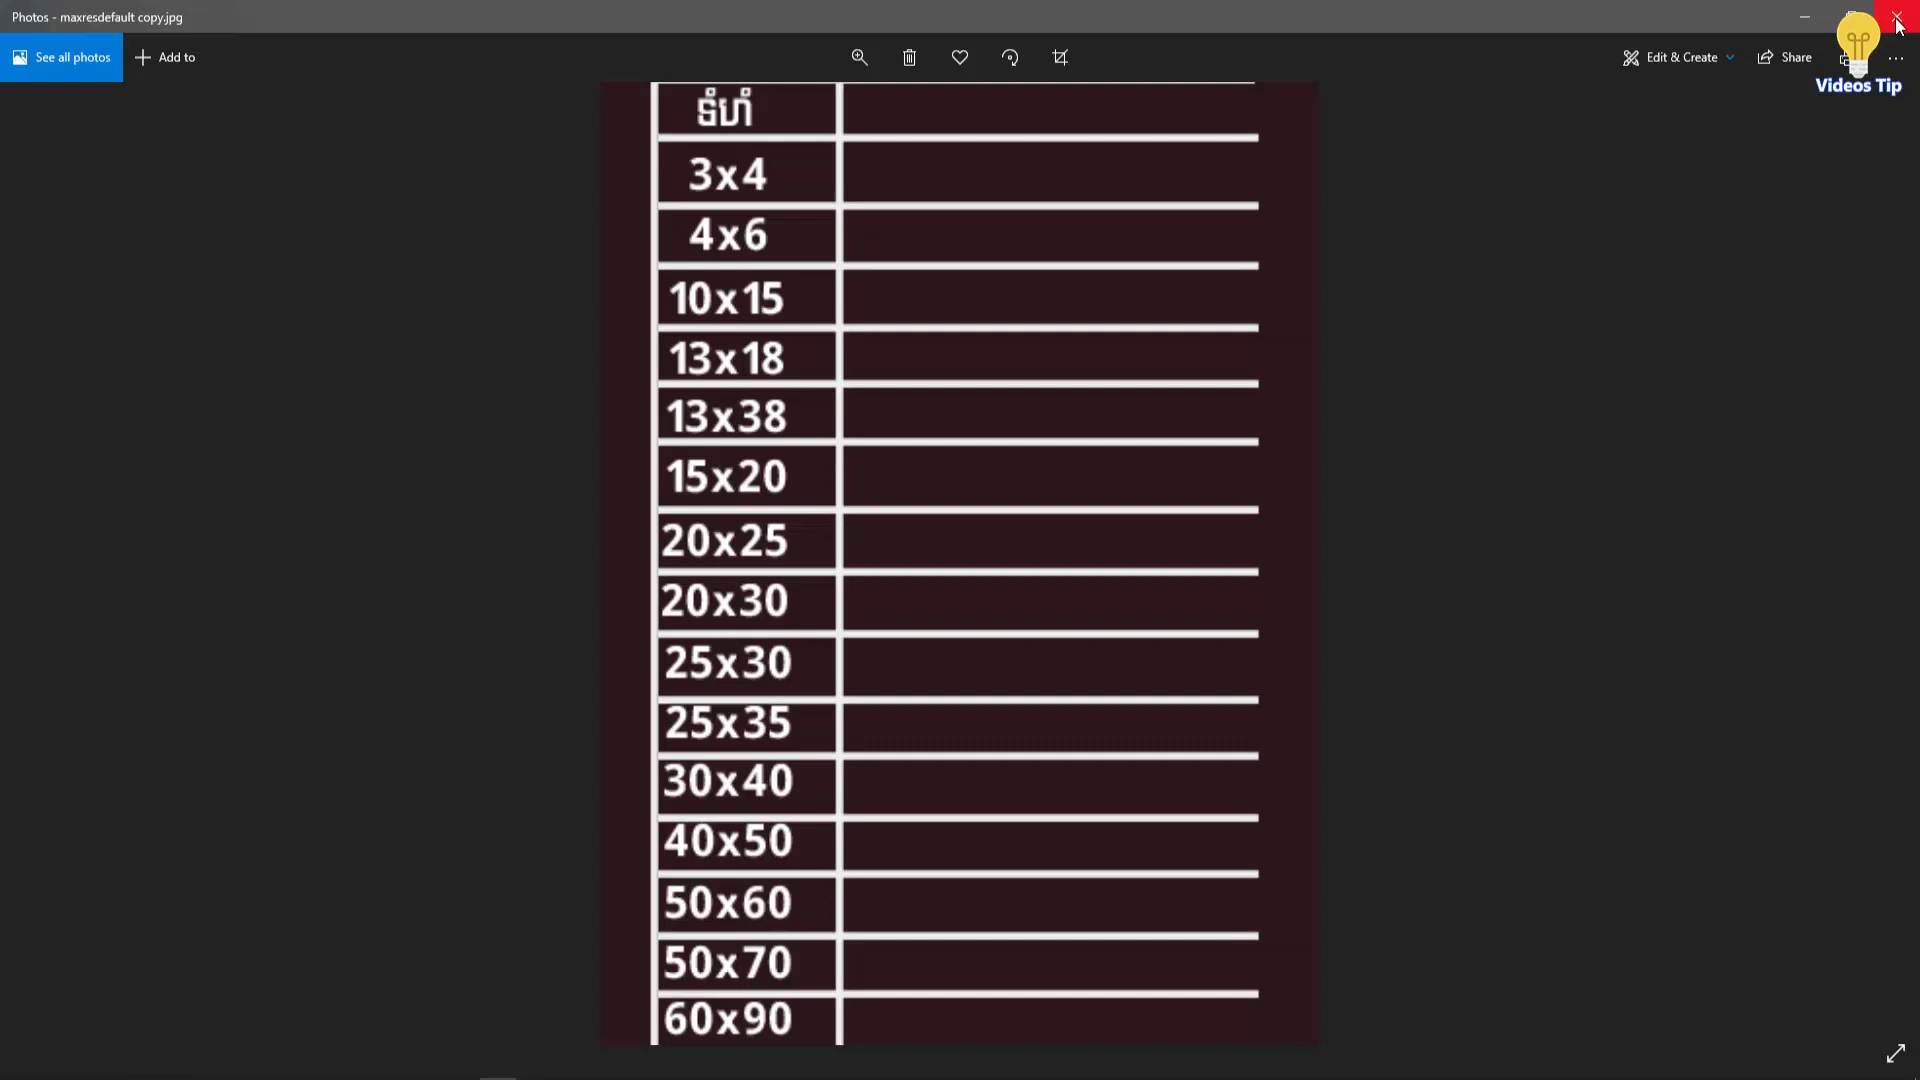 Photos - maxresdefault copy.jpg
See all photos
Add to
Edit & Create
Share
Videos Tip
ទំហំ
3x4
4x6
10x15
13x18
13x38
15x20
20x25
20x30
25x30
25x35
30x40
40x50
50x60
50x70
60x90